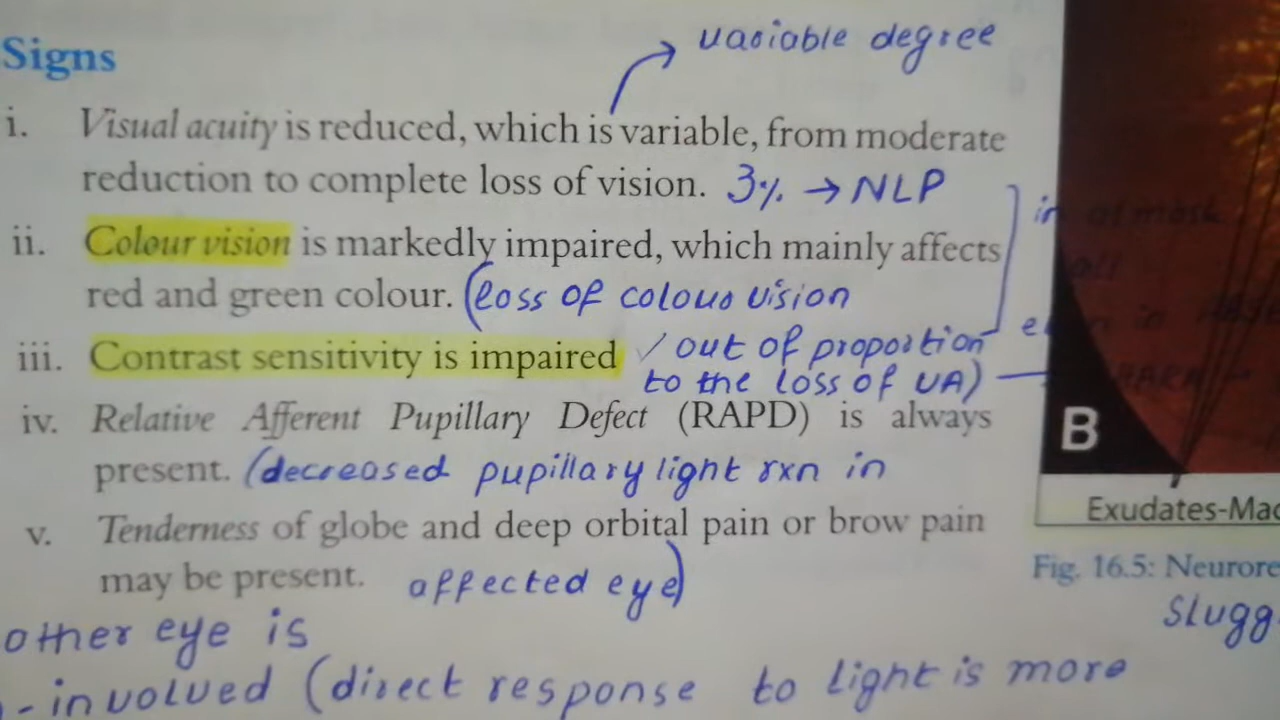 variable degree
Signs
i. Visual acuity is reduced, which is variable, from moderate
reduction to complete loss of vision. 3% → NLP
ii. Colour vision is markedly impaired, which mainly affects
red and green colour. (loss of colour vision
iii. Contrast sensitivity is impaired ✓ out of proportion
to the loss of VA)
iv. Relative Afferent Pupillary Defect (RAPD) is always
present. (decreased pupillary light rxn in
v. Tenderness of globe and deep orbital pain or brow pain
may be present. affected eye)
other eye is
- involved (direct response to light is more
in almost
all
in
B
Exudates-Mac
Fig. 16.5: Neurore
Slugg